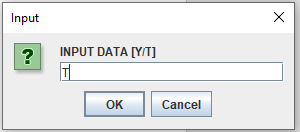 Input
INPUT DATA [Y/T]
T
OK Cancel